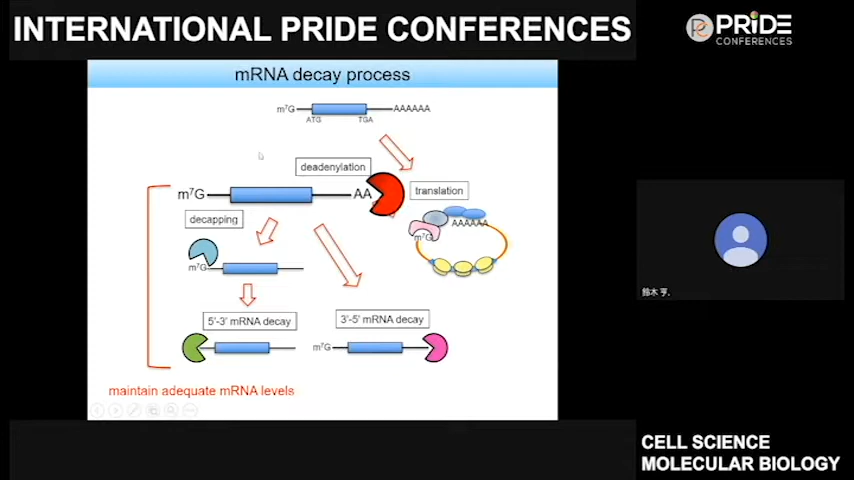 INTERNATIONAL PRIDE CONFERENCES
PRIDE
CONFERENCES
mRNA decay process
m⁷G
AAAAAA
ATG
TGA
deadenylation
m⁷G
AA
translation
decapping
AAAAAA
m⁷G
m⁷G
5'-3' mRNA decay
3'-5' mRNA decay
m⁷G
maintain adequate mRNA levels
鈴木 亨.
CELL SCIENCE
MOLECULAR BIOLOGY